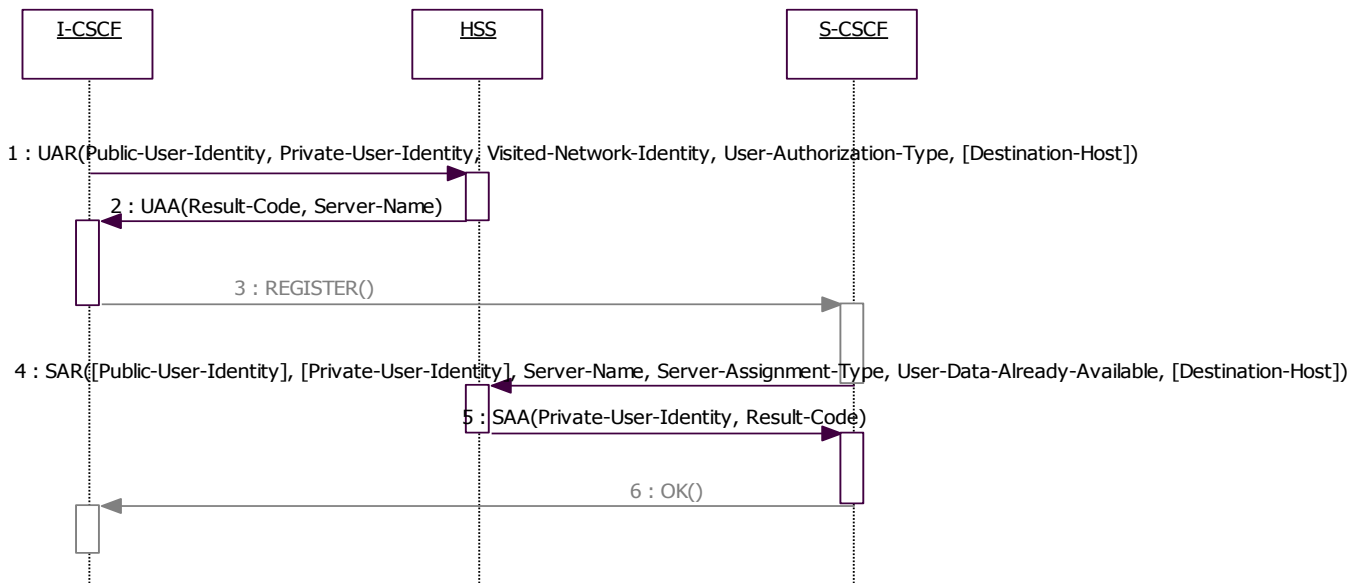 I-CSCF
HSS
S-CSCF
1 : UAR(Public-User-Identity, Private-User-Identity, Visited-Network-Identity, User-Authorization-Type, [Destination-Host])
2 : UAA(Result-Code, Server-Name)
3 : REGISTER()
4 : SAR([Public-User-Identity], [Private-User-Identity], Server-Name, Server-Assignment-Type, User-Data-Already-Available, [Destination-Host])
5 : SAA(Private-User-Identity, Result-Code)
6 : OK()